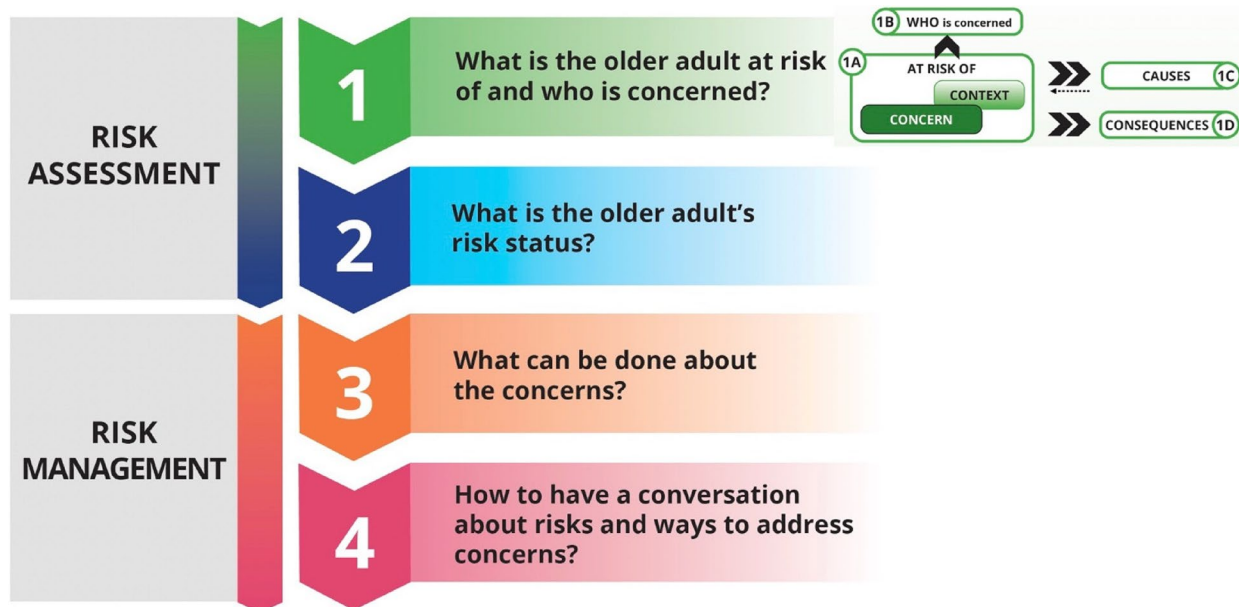 RISK
ASSESSMENT
1
What is the older adult at risk
of and who is concerned?
1B WHO is concerned
1A
AT RISK OF
CONTEXT
CONCERN
CAUSES 1C
CONSEQUENCES 1D
2
What is the older adult’s
risk status?
RISK
MANAGEMENT
3
What can be done about
the concerns?
4
How to have a conversation
about risks and ways to address
concerns?